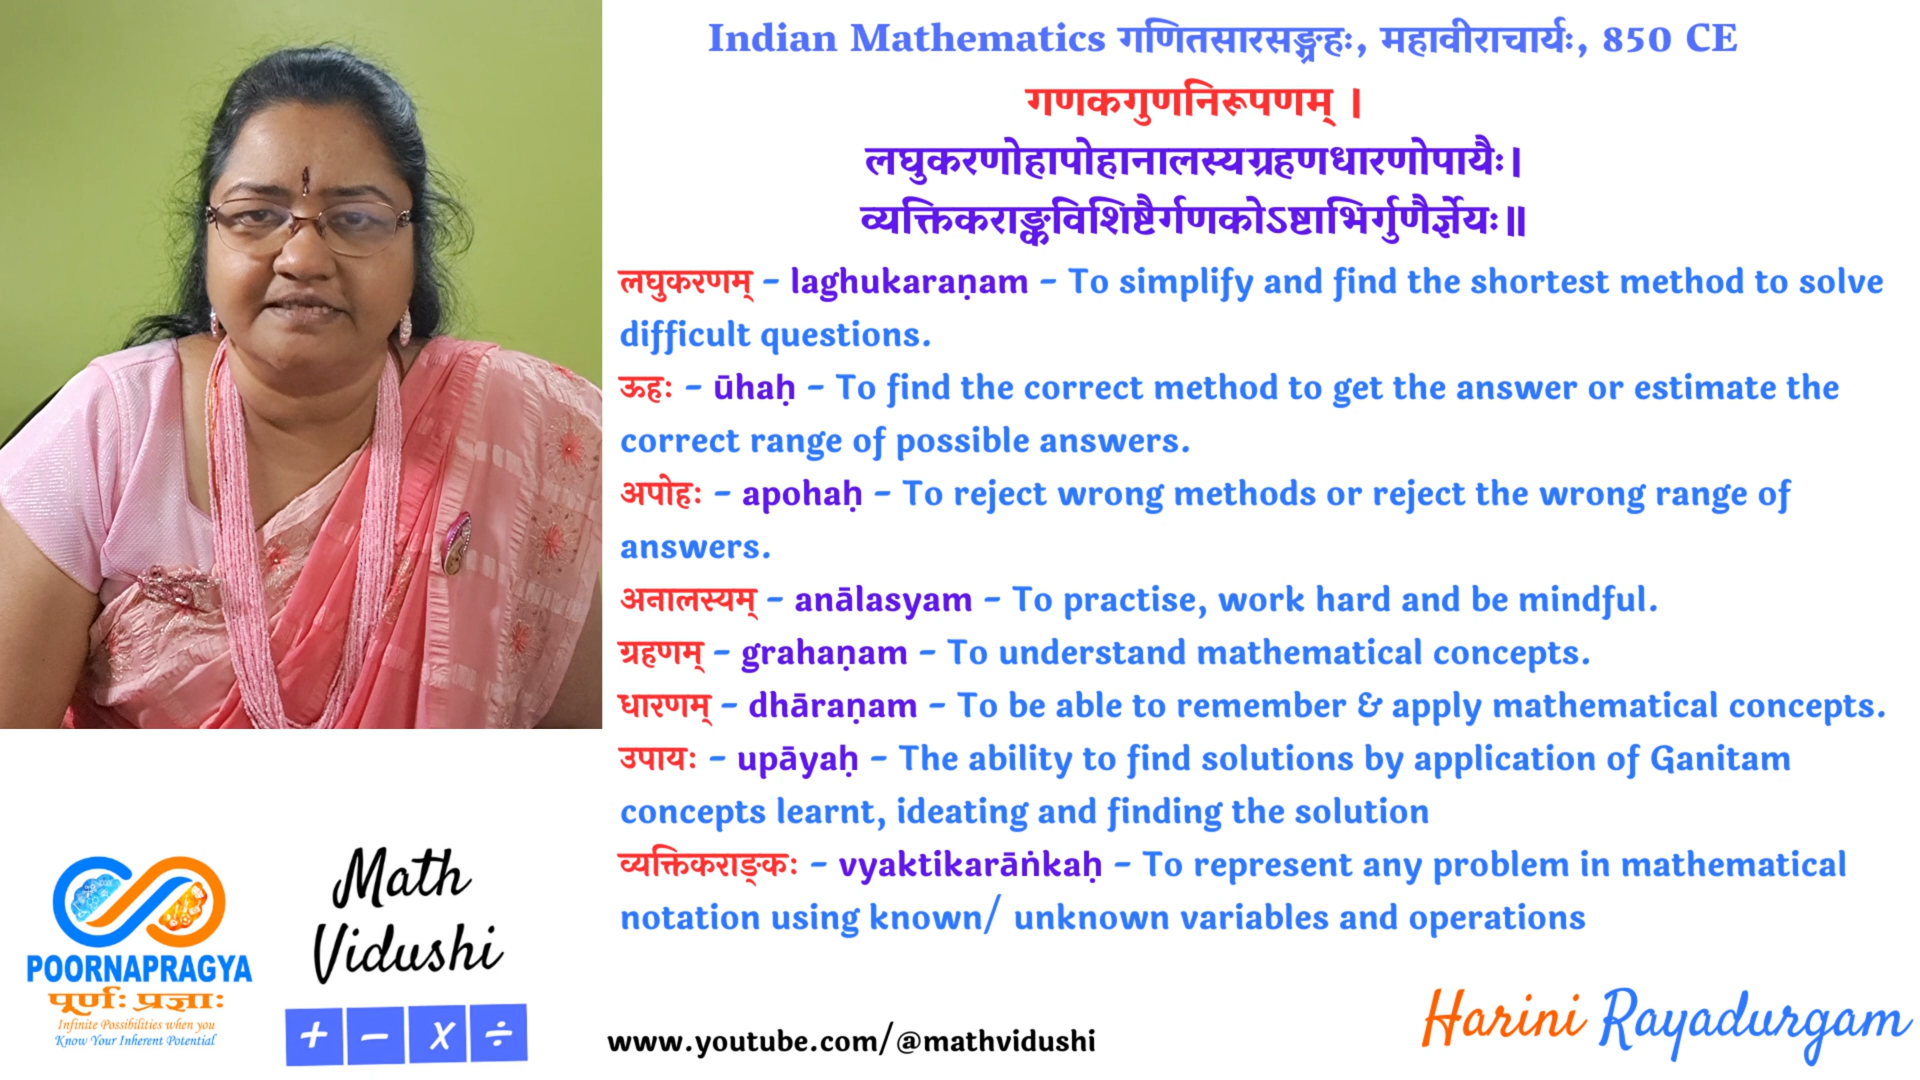 Indian Mathematics गणितसारसङ्ग्रहः, महावीराचार्यः, 850 CE
गणकगुणनिरूपणम् ।
लघुकरणोहापोहानालस्यग्रहणधारणोपायैः।
व्यक्तिकराङ्कविशिष्टैर्गणकोऽष्टाभिर्गुणैर्ज्ञेयः॥
लघुकरणम् - laghukaraṇam - To simplify and find the shortest method to solve
difficult questions.
ऊहः - ūhaḥ - To find the correct method to get the answer or estimate the
correct range of possible answers.
अपोहः - apohaḥ - To reject wrong methods or reject the wrong range of
answers.
अनालस्यम् - anālasyam - To practise, work hard and be mindful.
ग्रहणम् - grahaṇam - To understand mathematical concepts.
धारणम् - dhāraṇam - To be able to remember & apply mathematical concepts.
उपायः - upāyaḥ - The ability to find solutions by application of Ganitam
concepts learnt, ideating and finding the solution
व्यक्तिकराङ्कः - vyaktikarāṅkaḥ - To represent any problem in mathematical
notation using known/ unknown variables and operations
POORNAPRAGYA
पूर्णः प्रज्ञाः
Infinite Possibilities when you
Know Your Inherent Potential
Math
Vidushi
+ - x ÷
www.youtube.com/@mathvidushi
Harini Rayadurgam